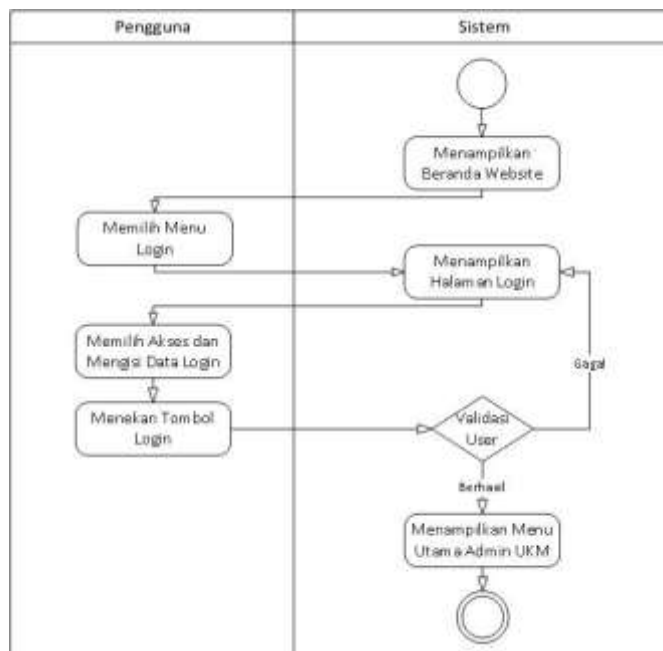 Pengguna
Sistem
Menampilkan
Beranda Website
Memilih Menu
Login
Menampilkan
Halaman Login
Memilih Akses dan
Mengisi Data Login
Gagal
Menekan Tombol
Login
Validasi
User
Berhasil
Menampilkan Menu
Utama Admin UKM